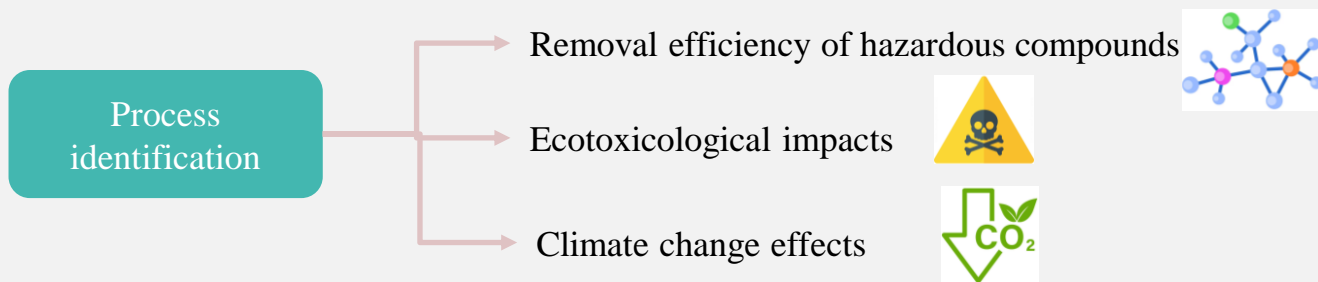 Process
identification
Removal efficiency of hazardous compounds
Ecotoxicological impacts
Climate change effects
CO₂